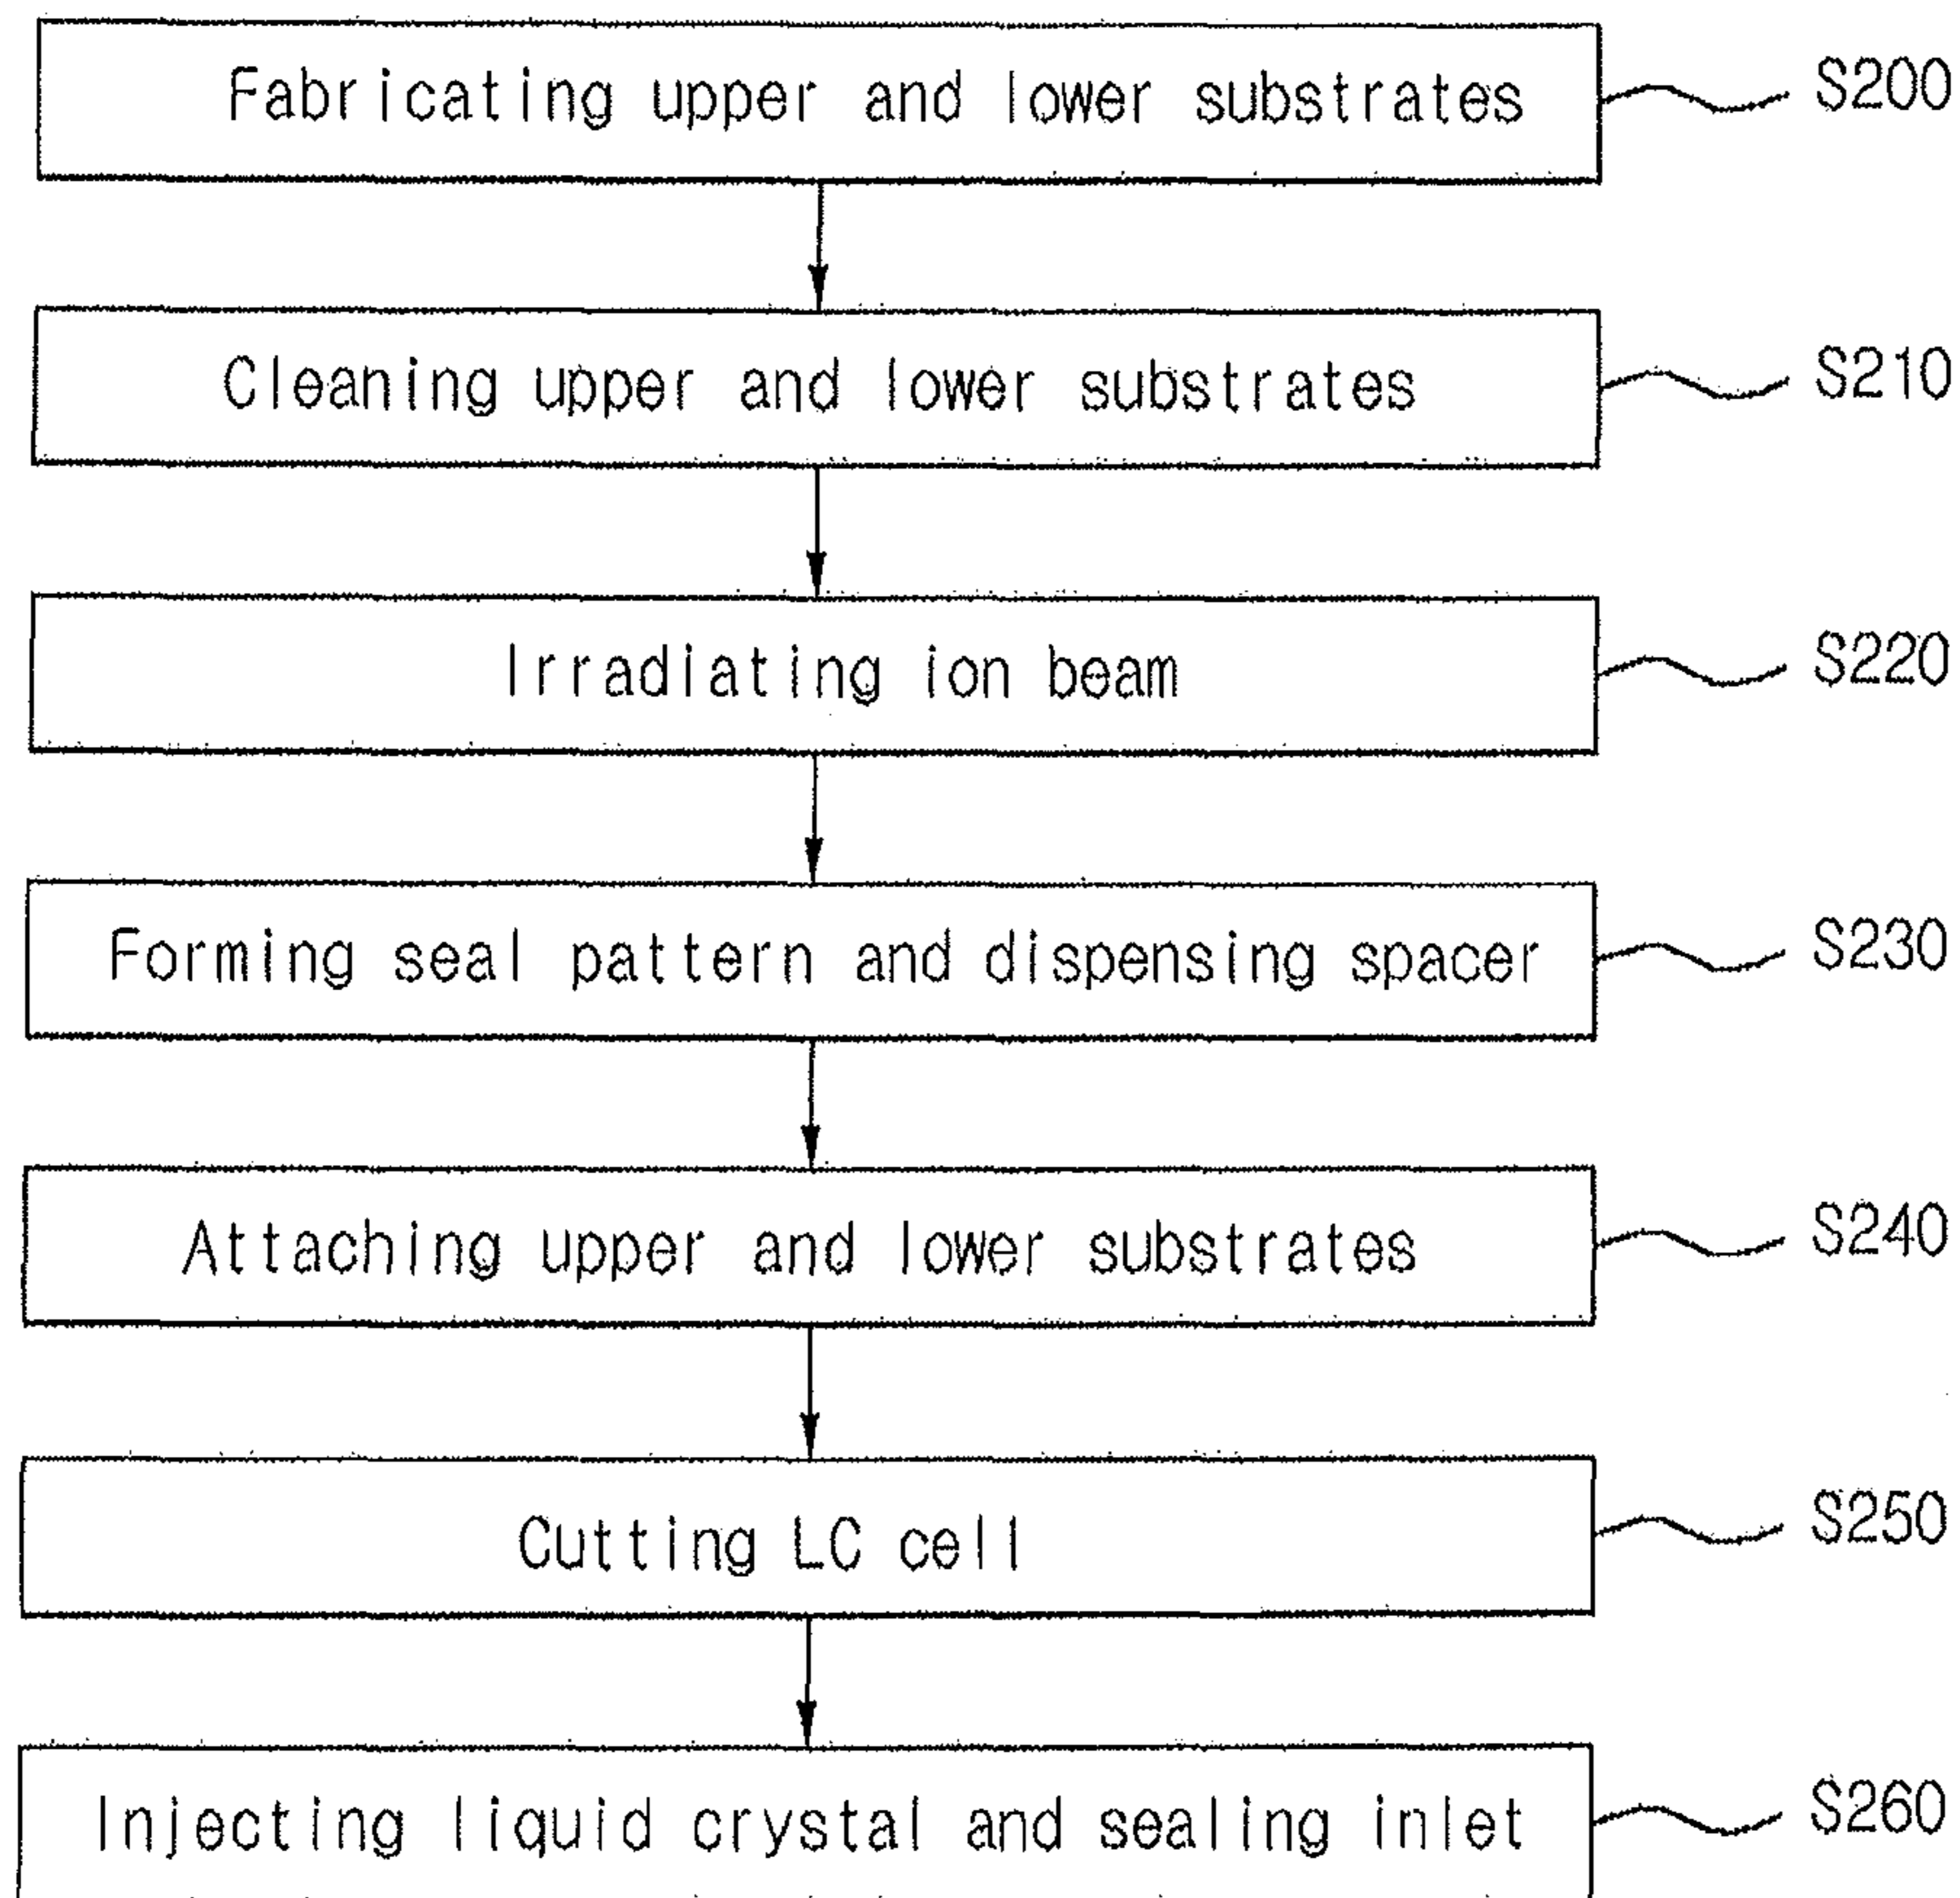 Fabricating upper and lower substrates S200
Cleaning upper and lower substrates S210
Irradiating ion beam S220
Forming seal pattern and dispensing spacer S230
Attaching upper and lower substrates S240
Cutting LC cell S250
Injecting liquid crystal and sealing inlet S260